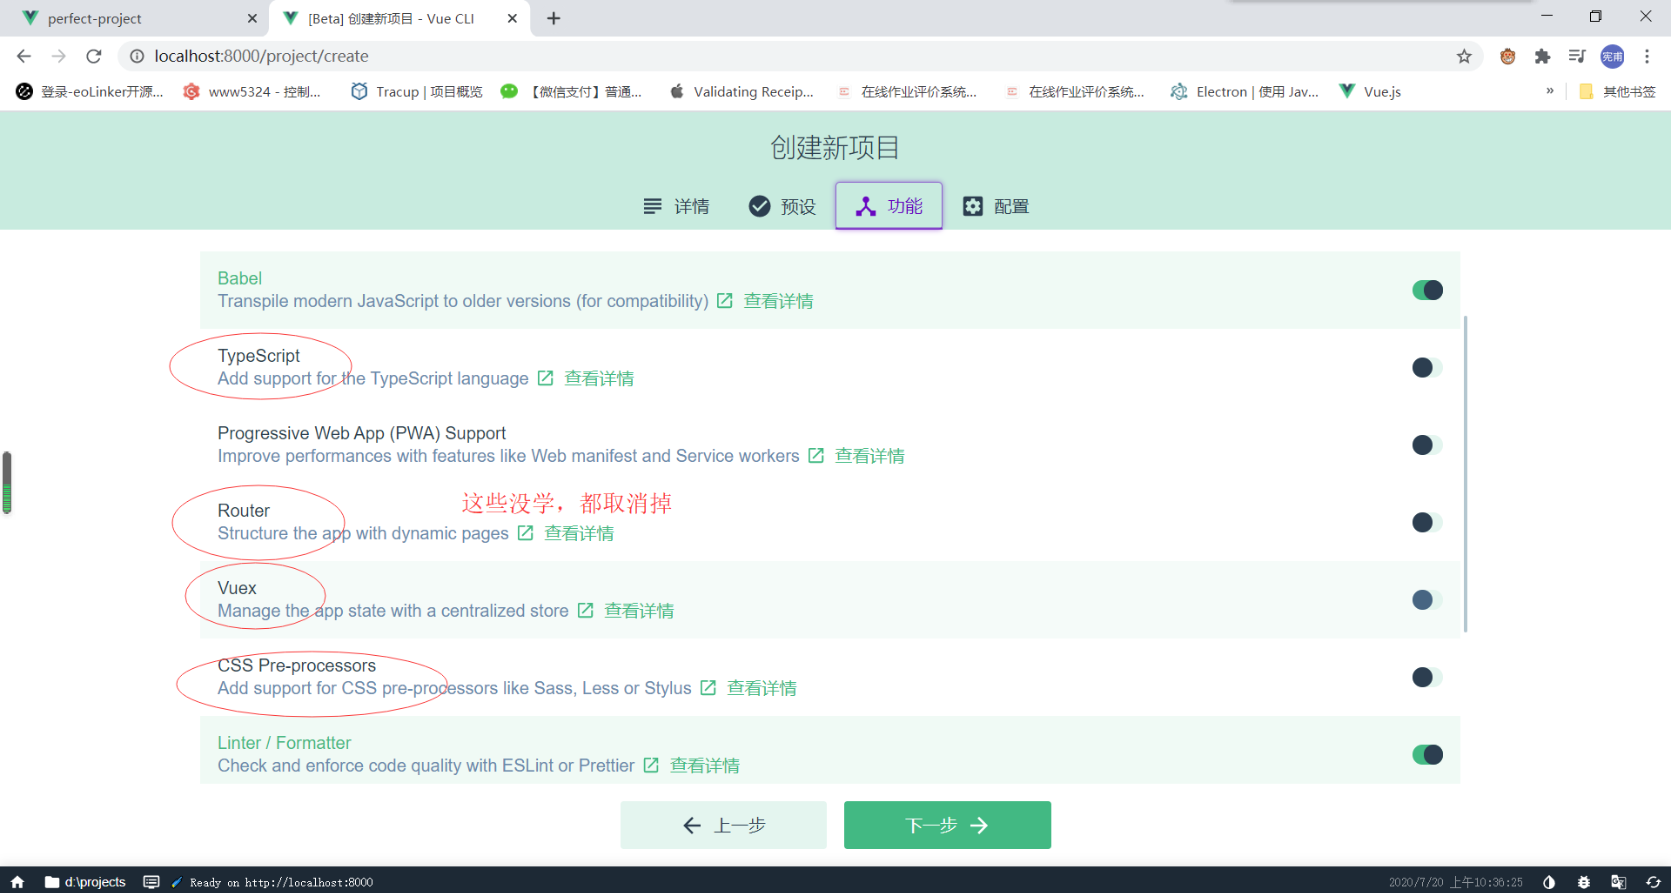 perfect-project
[Beta] 创建新项目 - Vue CLI
localhost:8000/project/create
宪甫
登录-eoLinker开源...
www5324 - 控制...
Tracup | 项目概览
【微信支付】普通...
Validating Receip...
在线作业评价系统...
在线作业评价系统...
Electron | 使用 Jav...
Vue.js
»
其他书签
创建新项目
详情
预设
功能
配置
Babel
Transpile modern JavaScript to older versions (for compatibility) 查看详情
TypeScript
Add support for the TypeScript language 查看详情
Progressive Web App (PWA) Support
Improve performances with features like Web manifest and Service workers 查看详情
这些没学，都取消掉
Router
Structure the app with dynamic pages 查看详情
Vuex
Manage the app state with a centralized store 查看详情
CSS Pre-processors
Add support for CSS pre-processors like Sass, Less or Stylus 查看详情
Linter / Formatter
Check and enforce code quality with ESLint or Prettier 查看详情
上一步
下一步
d:\projects
Ready on http://localhost:8000
2020/7/20 上午10:36:25